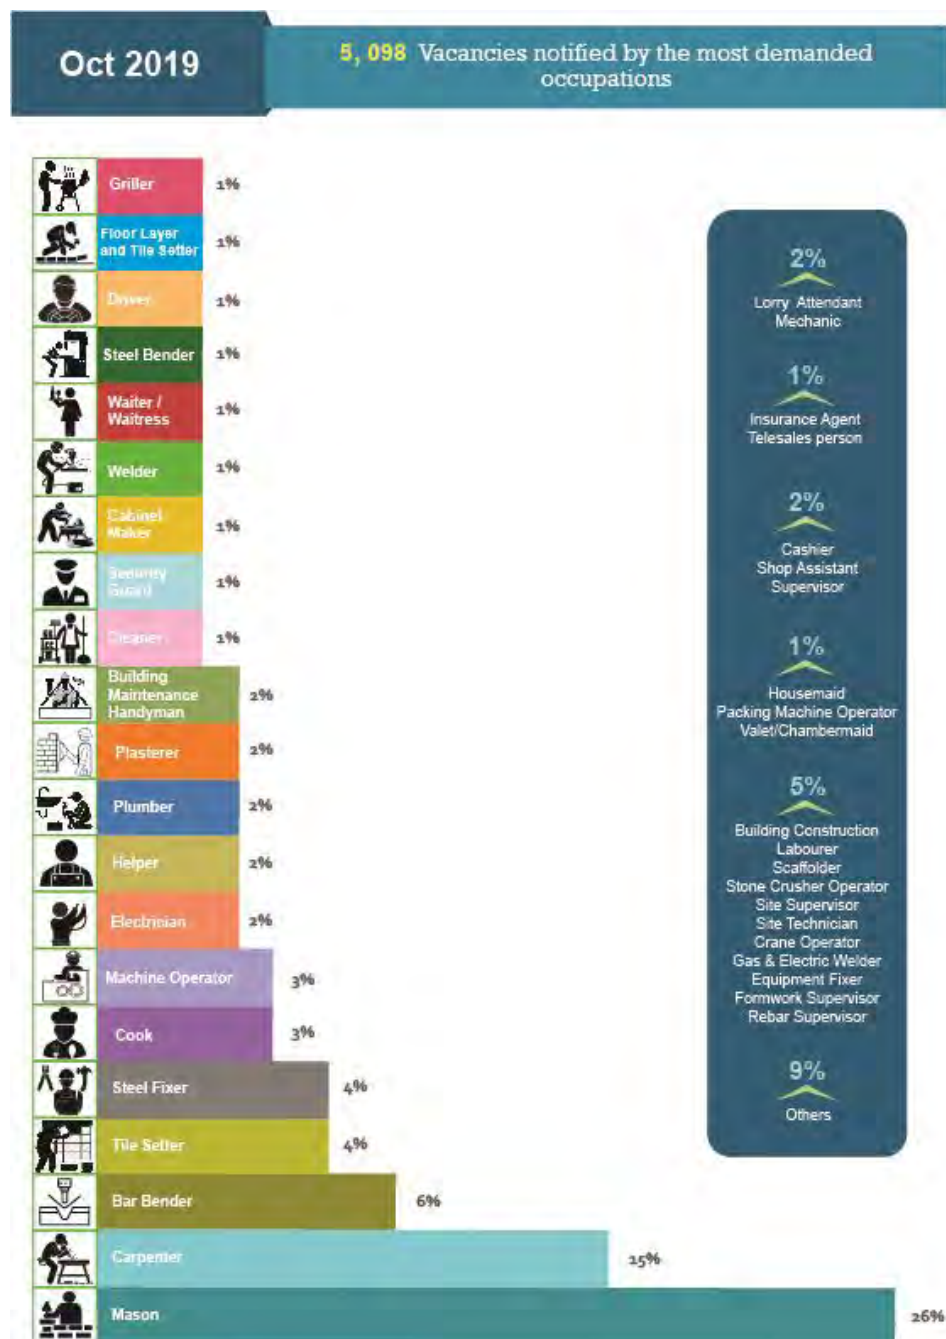 Oct 2019
5, 098 Vacancies notified by the most demanded
occupations
Griller 1%
Floor Layer
and Tile Setter 1%
Driver 1%
Steel Bender 1%
Waiter /
Waitress 1%
Welder 1%
Cabinet
Maker 1%
Security
Guard 1%
Cleaner 1%
Building
Maintenance
Handyman 2%
Plasterer 2%
Plumber 2%
Helper 2%
Electrician 2%
Machine Operator 3%
Cook 3%
Steel Fixer 4%
Tile Setter 4%
Bar Bender 6%
Carpenter 15%
Mason 26%
2%
Lorry Attendant
Mechanic
1%
Insurance Agent
Telesales person
2%
Cashier
Shop Assistant
Supervisor
1%
Housemaid
Packing Machine Operator
Valet/Chambermaid
5%
Building Construction
Labourer
Scaffolder
Stone Crusher Operator
Site Supervisor
Site Technician
Crane Operator
Gas & Electric Welder
Equipment Fixer
Formwork Supervisor
Rebar Supervisor
9%
Others